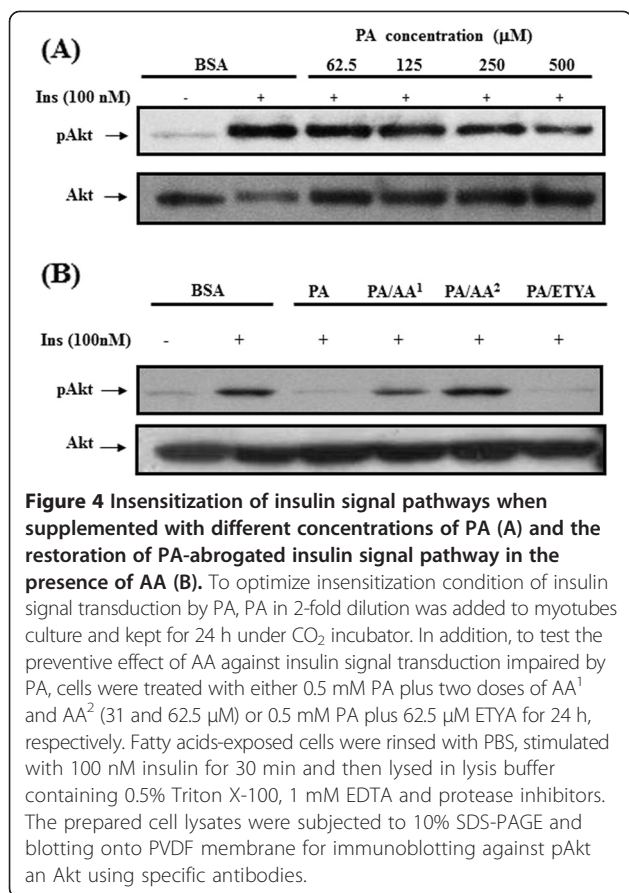 (A)
PA concentration (μM)
BSA 62.5 125 250 500
Ins (100 nM) - + + + + +
pAkt →
Akt →
(B)
BSA PA PA/AA¹ PA/AA² PA/ETYA
Ins (100nM) - + + + + +
pAkt →
Akt →
Figure 4 Insensitization of insulin signal pathways when
supplemented with different concentrations of PA (A) and the
restoration of PA-abrogated insulin signal pathway in the
presence of AA (B). To optimize insensitization condition of insulin
signal transduction by PA, PA in 2-fold dilution was added to myotubes
culture and kept for 24 h under CO₂ incubator. In addition, to test the
preventive effect of AA against insulin signal transduction impaired by
PA, cells were treated with either 0.5 mM PA plus two doses of AA¹
and AA² (31 and 62.5 μM) or 0.5 mM PA plus 62.5 μM ETYA for 24 h,
respectively. Fatty acids-exposed cells were rinsed with PBS, stimulated
with 100 nM insulin for 30 min and then lysed in lysis buffer
containing 0.5% Triton X-100, 1 mM EDTA and protease inhibitors.
The prepared cell lysates were subjected to 10% SDS-PAGE and
blotting onto PVDF membrane for immunoblotting against pAkt
an Akt using specific antibodies.